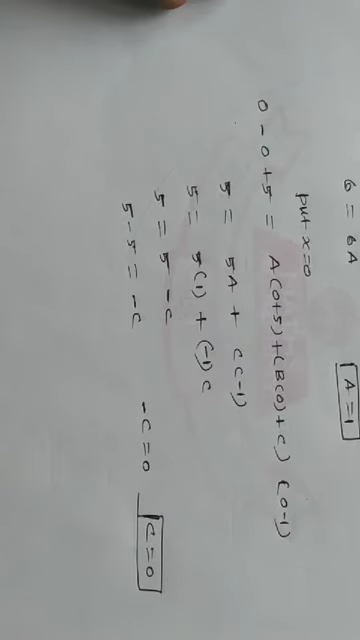 6 = 6A   A = 1
put x=0
0 - 0 + 5 = A(0+5)+(B(0)+C) (0-1)
5 = 5A + C(-1)
5 = 5(1) + (-1)C
5 = 5 - C
5 - 5 = -C   -C = 0   C = 0